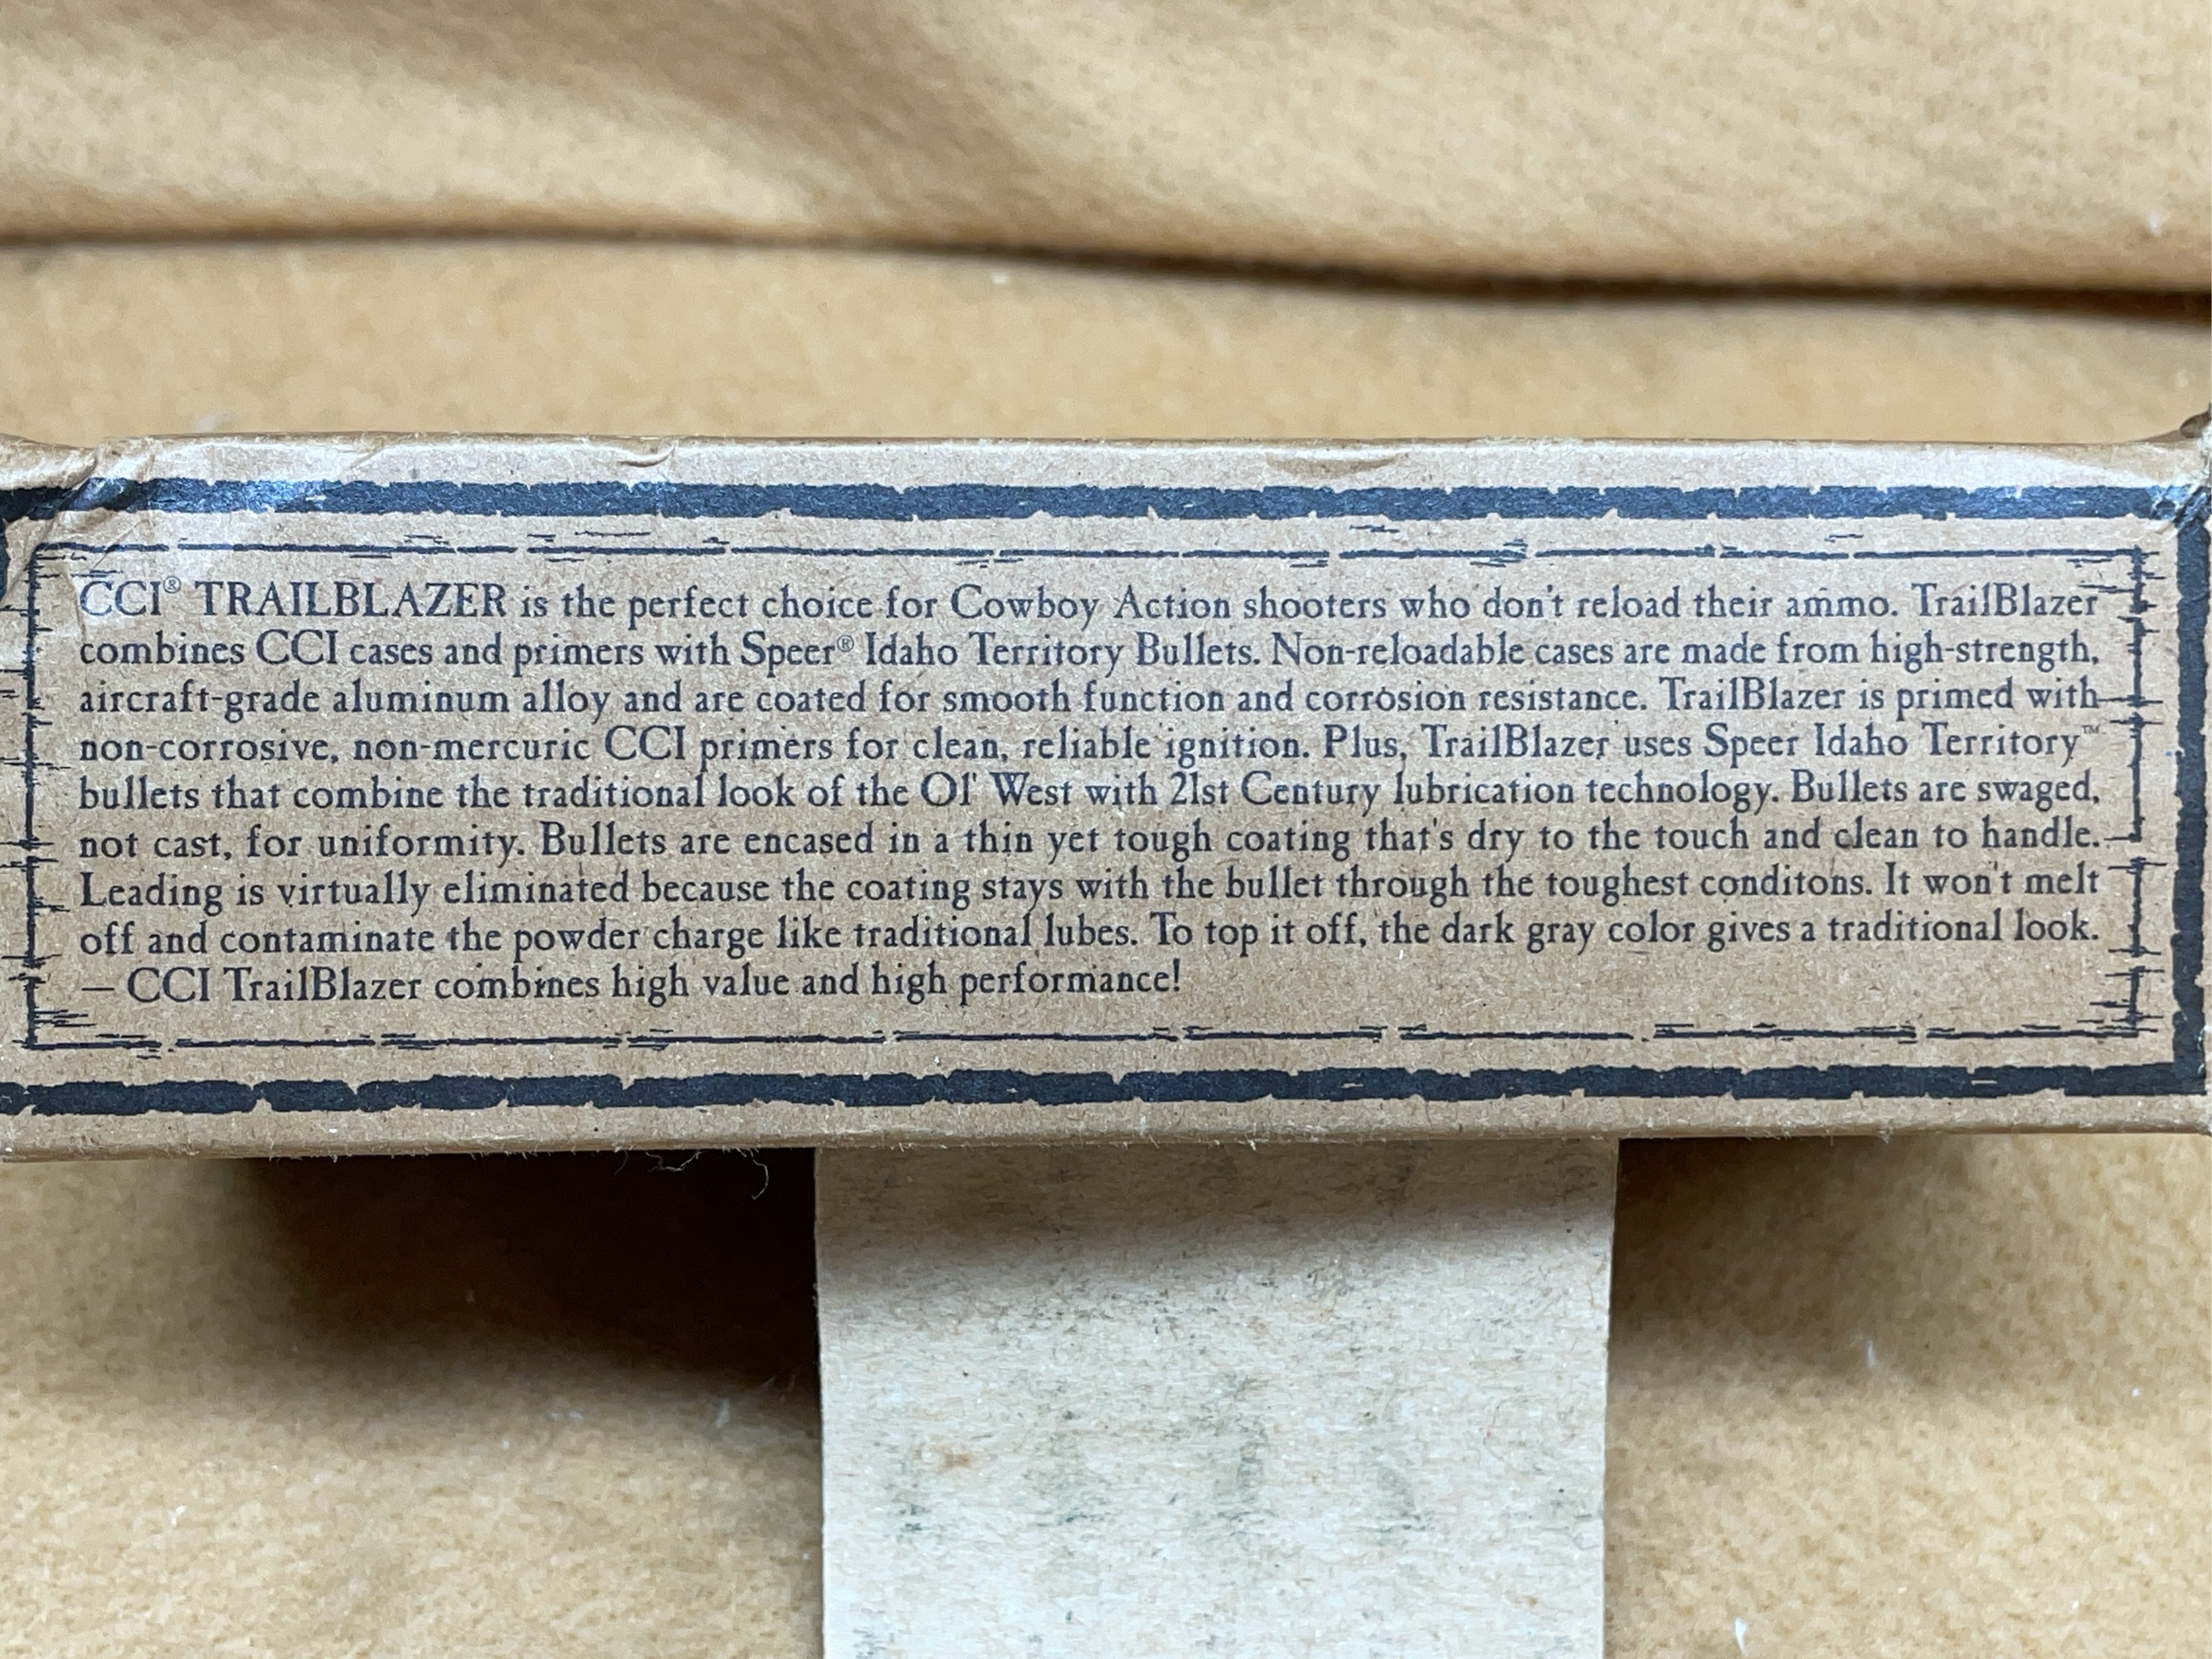 CCI® TRAILBLAZER is the perfect choice for Cowboy Action shooters who don't reload their ammo. TrailBlazer
combines CCI cases and primers with Speer® Idaho Territory Bullets. Non-reloadable cases are made from high-strength,
aircraft-grade aluminum alloy and are coated for smooth function and corrosion resistance. TrailBlazer is primed with
non-corrosive, non-mercuric CCI primers for clean, reliable ignition. Plus, TrailBlazer uses Speer Idaho Territory™
bullets that combine the traditional look of the Ol' West with 21st Century lubrication technology. Bullets are swaged,
not cast, for uniformity. Bullets are encased in a thin yet tough coating that's dry to the touch and clean to handle.
Leading is virtually eliminated because the coating stays with the bullet through the toughest conditons. It won't melt
off and contaminate the powder charge like traditional lubes. To top it off, the dark gray color gives a traditional look.
— CCI TrailBlazer combines high value and high performance!